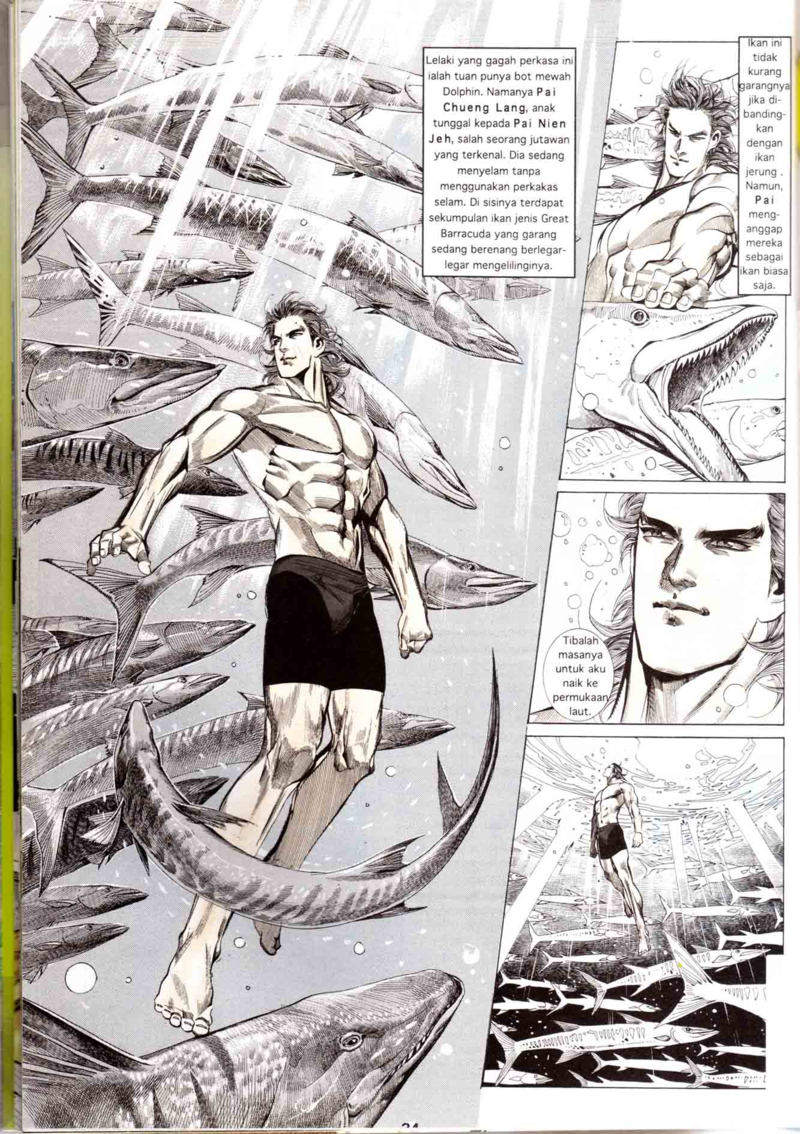 Lelaki yang gagah perkasa ini
ialah tuan punya bot mewah
Dolphin. Namanya Pai
Chueng Lang, anak
tunggal kepada Pai Nien
Jeh, salah seorang jutawan
yang terkenal. Dia sedang
menyelam tanpa
menggunakan perkakas
selam. Di sisinya terdapat
sekumpulan ikan jenis Great
Barracuda yang garang
sedang berenang berlegar-
legar mengelilinginya.
Ikan ini
tidak
kurang
garangnya
jika di-
banding-
kan
dengan
ikan
jerung .
Namun,
Pai
meng-
anggap
mereka
sebagai
ikan biasa
saja.
Tibalah
masanya
untuk aku
naik ke
permukaan
laut.